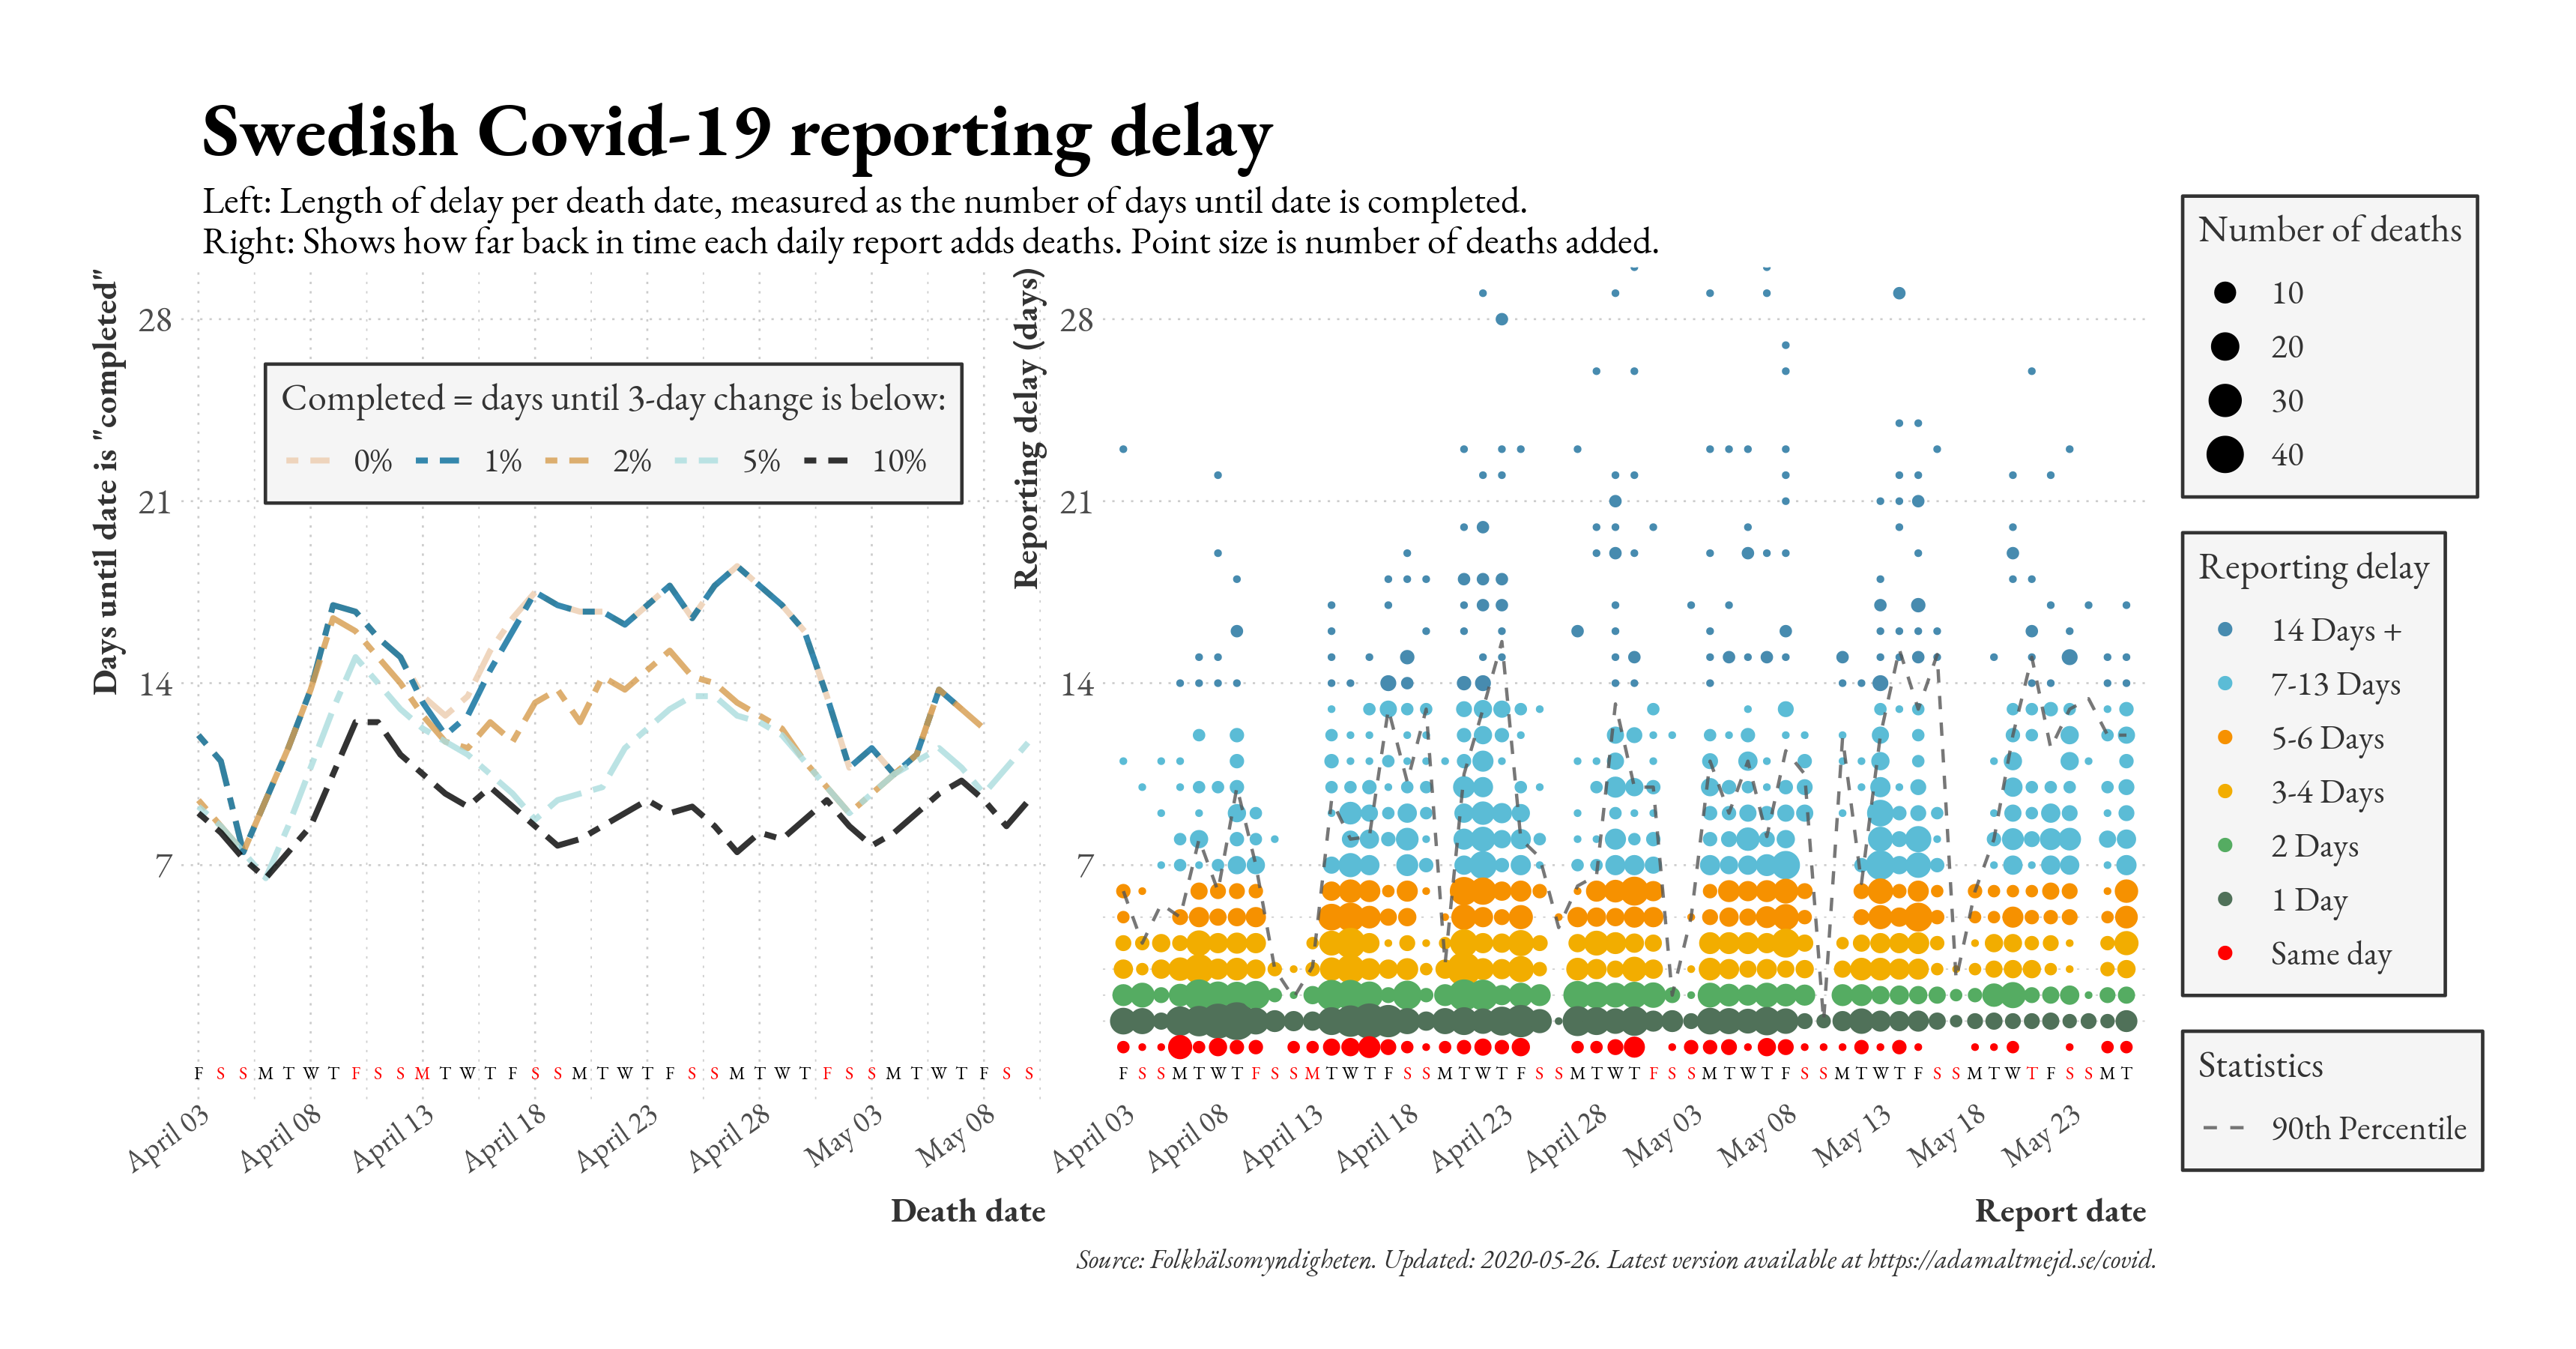 Swedish Covid-19 reporting delay
Left: Length of delay per death date, measured as the number of days until date is completed.
Right: Shows how far back in time each daily report adds deaths. Point size is number of deaths added.
Days until date is "completed"
28
21
14
7
Completed = days until 3-day change is below:
0% 1% 2% 5% 10%
F S S M T W T F S S M T W T F S S M T W T F S S M T W T F S S M T W T F S S
April 03 April 08 April 13 April 18 April 23 April 28 May 03 May 08
Death date
Reporting delay (days)
28
21
14
7
F S S M T W T F S S M T W T F S S M T W T F S S M T W T F S S M T W T F S S M T W T F S S M T W T F S S M T
April 03 April 08 April 13 April 18 April 23 April 28 May 03 May 08 May 13 May 18 May 23
Report date
Number of deaths
10
20
30
40
Reporting delay
14 Days +
7-13 Days
5-6 Days
3-4 Days
2 Days
1 Day
Same day
Statistics
90th Percentile
Source: Folkhälsomyndigheten. Updated: 2020-05-26. Latest version available at https://adamaltmejd.se/covid.